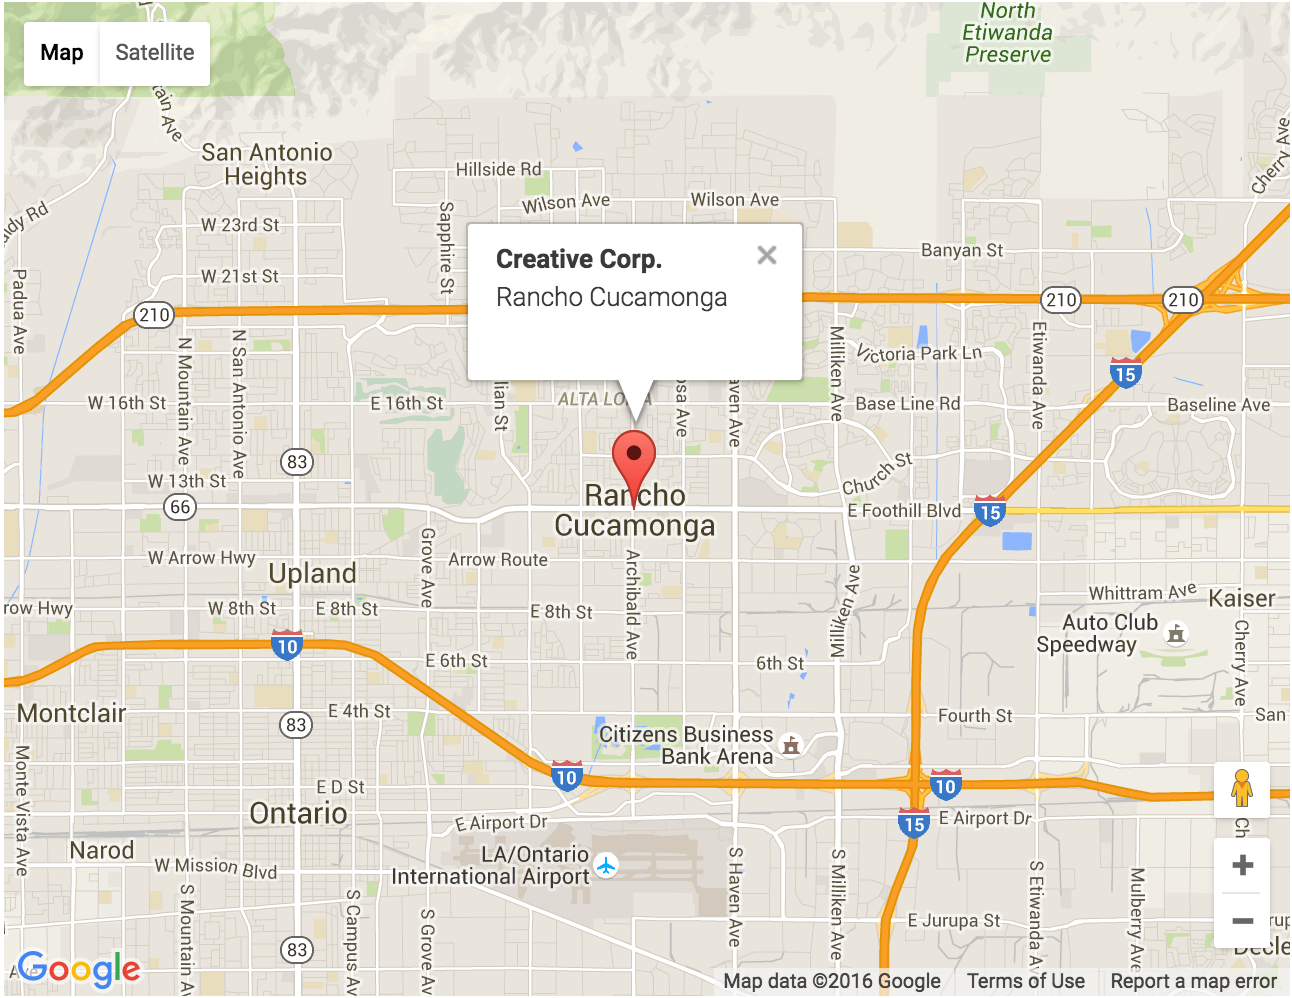 North
Etiwanda
Preserve
Map
Satellite
San Antonio
Heights
Hillside Rd
Wilson Ave
Wilson Ave
Cherry Ave
W 23rd St
Sapphire St
Banyan St
W 21st St
Padua Ave
Creative Corp.
Rancho Cucamonga
210
210
210
N Mountain Ave
N San Antonio Ave
Milliken Ave
Victoria Park Ln
Etiwanda Ave
15
W 16th St
E 16th St
ALTA
Base Line Rd
Baseline Ave
83
W 13th St
Church St
66
Rancho
Cucamonga
E Foothill Blvd
15
W Arrow Hwy
Grove Ave
Arrow Route
Archibald Ave
Upland
Milliken Ave
Whittram Ave
Kaiser
W 8th St
E 8th St
E 8th St
Auto Club
Speedway
Cherry Ave
10
E 6th St
6th St
Montclair
E 4th St
Fourth St
San
83
Citizens Business
Bank Arena
Monte Vista Ave
10
10
E D St
Ontario
E Airport Dr
15
E Airport Dr
Narod
W Mission Blvd
LA/Ontario
International Airport
S Mountain Ave
S Campus Av
S Grove Av
S Haven Ave
S Milliken Ave
S Etiwanda Ave
Mulberry Ave
E Jurupa St
83
Google
Map data ©2016 Google
Terms of Use
Report a map error